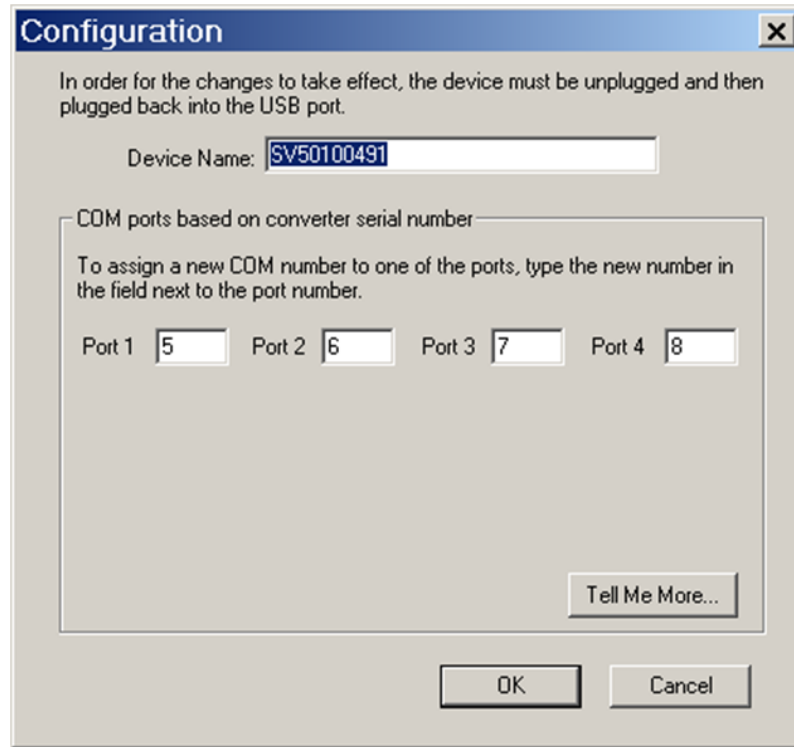 Configuration
In order for the changes to take effect, the device must be unplugged and then
plugged back into the USB port.
Device Name: SV50100491
COM ports based on converter serial number
To assign a new COM number to one of the ports, type the new number in
the field next to the port number.
Port 1 5 Port 2 6 Port 3 7 Port 4 8
Tell Me More...
OK Cancel